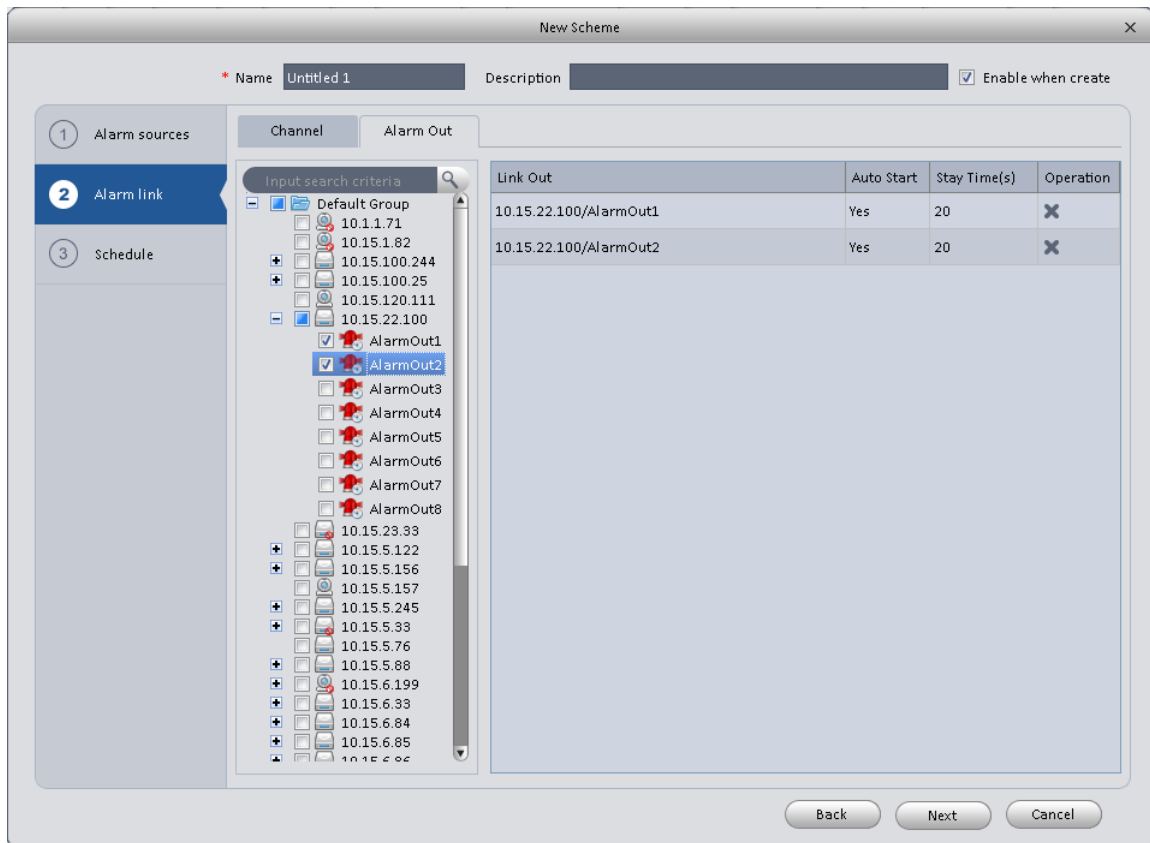 New Scheme
* Name Untitled 1 Description Enable when create
1 Alarm sources
2 Alarm link
3 Schedule
Channel Alarm Out
Input search criteria
Default Group
10.1.1.71
10.15.1.82
10.15.100.244
10.15.100.25
10.15.120.111
10.15.22.100
AlarmOut1
AlarmOut2
AlarmOut3
AlarmOut4
AlarmOut5
AlarmOut6
AlarmOut7
AlarmOut8
10.15.23.33
10.15.5.122
10.15.5.156
10.15.5.157
10.15.5.245
10.15.5.33
10.15.5.76
10.15.5.88
10.15.6.199
10.15.6.33
10.15.6.84
10.15.6.85
10.15.6.86
Link Out Auto Start Stay Time(s) Operation
10.15.22.100/AlarmOut1 Yes 20
10.15.22.100/AlarmOut2 Yes 20
Back Next Cancel